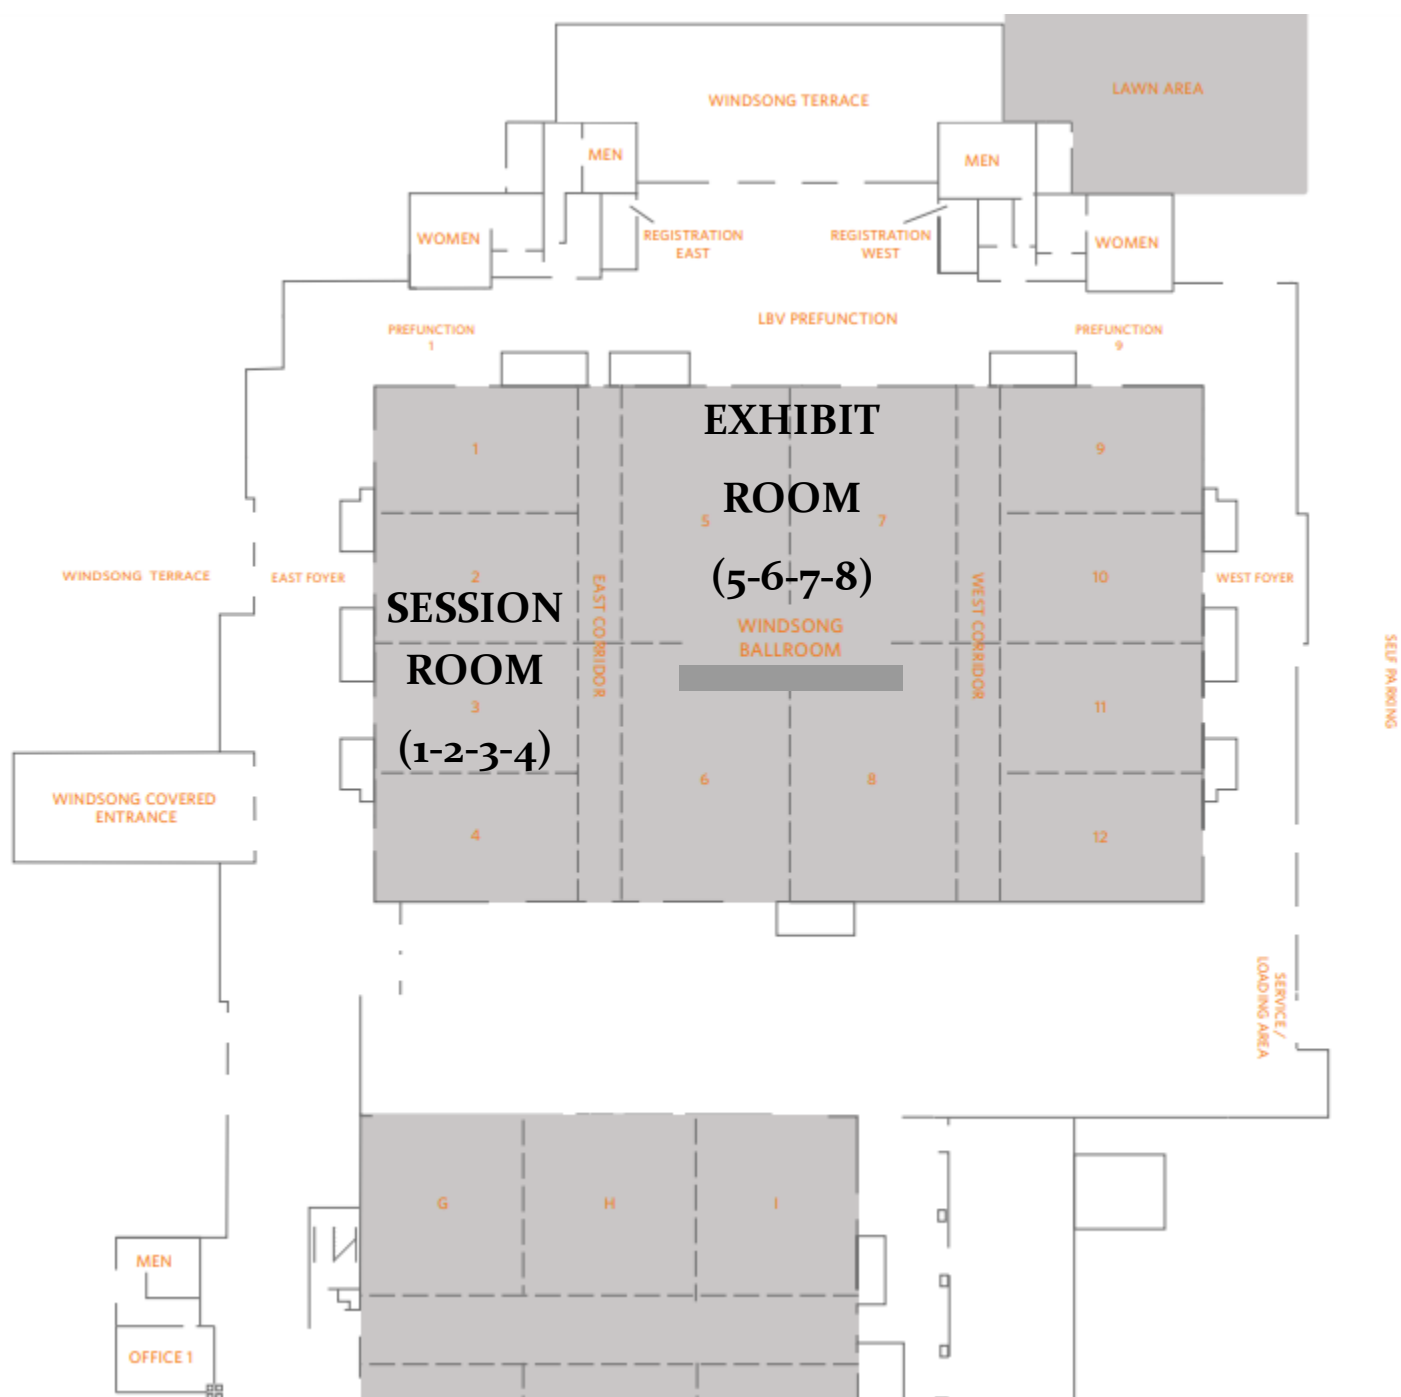 LAWN AREA
WINDSONG TERRACE
MEN
MEN
WOMEN
REGISTRATION
EAST
REGISTRATION
WEST
WOMEN
PREFUNCTION
1
LBV PREFUNCTION
PREFUNCTION
9
EXHIBIT
ROOM
(5-6-7-8)
1
9
5
7
WINDSONG TERRACE
EAST FOYER
2
10
WEST FOYER
SESSION
ROOM
(1-2-3-4)
EAST CORRIDOR
WINDSONG
BALLROOM
WEST CORRIDOR
SELF PARKING
3
11
WINDSONG COVERED
ENTRANCE
4
6
8
12
SERVICE /
LOADING AREA
G
H
I
MEN
OFFICE 1